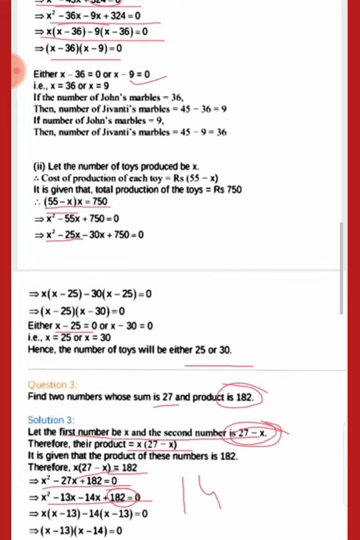 ⇒ x² – 36x – 9x + 324 = 0
⇒ x(x – 36) – 9(x – 36) = 0
⇒ (x – 36)(x – 9) = 0
Either x – 36 = 0 or x – 9 = 0
i.e., x = 36 or x = 9
If the number of John's marbles = 36,
Then, number of Jivanti's marbles = 45 – 36 = 9
If number of John's marbles = 9,
Then, number of Jivanti's marbles = 45 – 9 = 36
(ii) Let the number of toys produced be x.
∴ Cost of production of each toy = Rs (55 – x)
It is given that, total production of the toys = Rs 750
∴ (55 – x)x = 750
⇒ x² – 55x + 750 = 0
⇒ x² – 25x – 30x + 750 = 0
⇒ x(x – 25) – 30(x – 25) = 0
⇒ (x – 25)(x – 30) = 0
Either x – 25 = 0 or x – 30 = 0
i.e., x = 25 or x = 30
Hence, the number of toys will be either 25 or 30.
Question 3:
Find two numbers whose sum is 27 and product is 182.
Solution 3:
Let the first number be x and the second number is 27 – x.
Therefore, their product = x (27 – x)
It is given that the product of these numbers is 182.
Therefore, x(27 – x) = 182
⇒ x² – 27x + 182 = 0
⇒ x² – 13x – 14x + 182 = 0
⇒ x(x – 13) – 14(x – 13) = 0
⇒ (x – 13)(x – 14) = 0
14